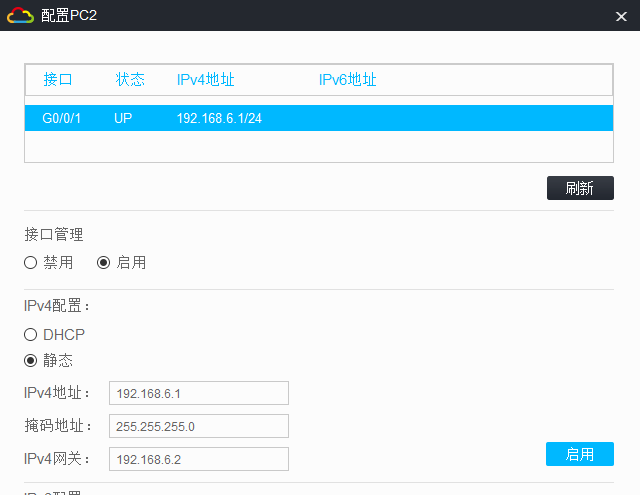 配置PC2
接口 状态 IPv4地址 IPv6地址
G0/0/1 UP 192.168.6.1/24
刷新
接口管理
禁用 启用
IPv4配置：
DHCP
静态
IPv4地址： 192.168.6.1
掩码地址： 255.255.255.0
IPv4网关： 192.168.6.2
启用